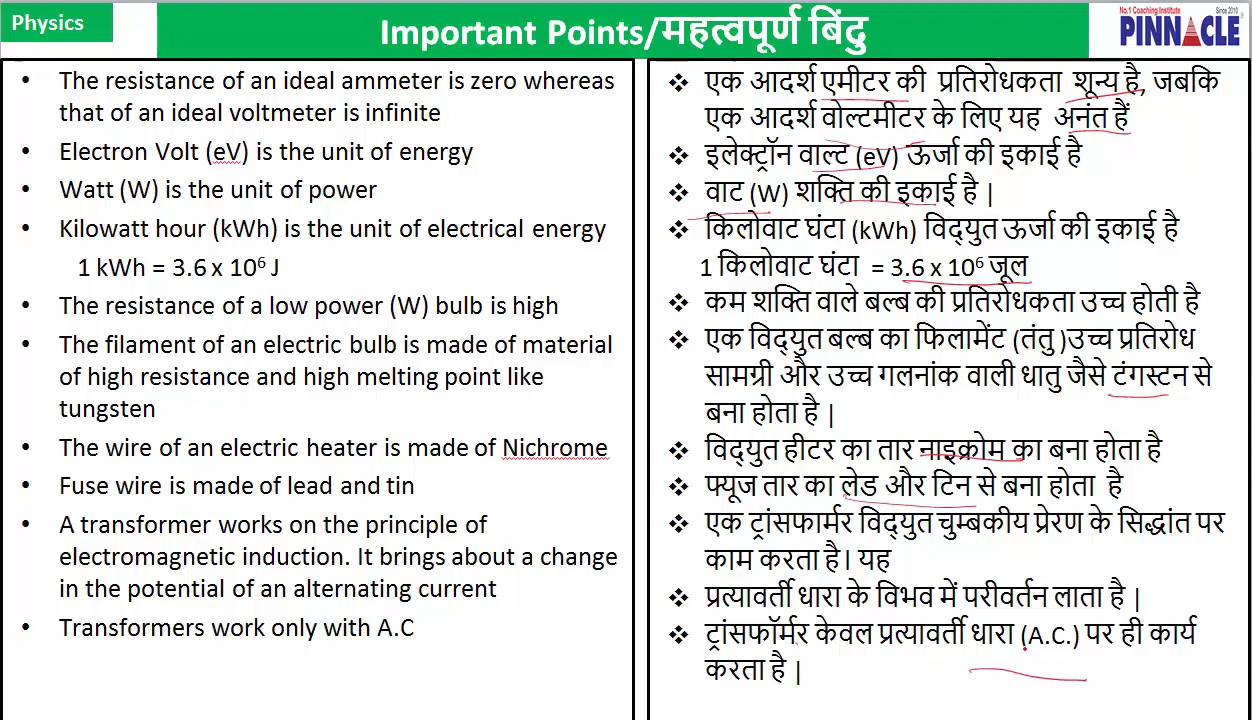 Physics
Important Points/महत्वपूर्ण बिंदु
No.1 Coaching Institute
Since 2010
PINNACLE
• The resistance of an ideal ammeter is zero whereas
that of an ideal voltmeter is infinite
• Electron Volt (eV) is the unit of energy
• Watt (W) is the unit of power
• Kilowatt hour (kWh) is the unit of electrical energy
1 kWh = 3.6 x 10⁶ J
• The resistance of a low power (W) bulb is high
• The filament of an electric bulb is made of material
of high resistance and high melting point like
tungsten
• The wire of an electric heater is made of Nichrome
• Fuse wire is made of lead and tin
• A transformer works on the principle of
electromagnetic induction. It brings about a change
in the potential of an alternating current
• Transformers work only with A.C
❖ एक आदर्श एमीटर की प्रतिरोधकता शून्य है, जबकि
एक आदर्श वोल्टमीटर के लिए यह अनंत हैं
❖ इलेक्ट्रॉन वाल्ट (eV) ऊर्जा की इकाई है
❖ वाट (W) शक्ति की इकाई है |
❖ किलोवाट घंटा (kWh) विद्युत ऊर्जा की इकाई है
1 किलोवाट घंटा = 3.6 x 10⁶ जूल
❖ कम शक्ति वाले बल्ब की प्रतिरोधकता उच्च होती है
❖ एक विद्युत बल्ब का फिलामेंट (तंतु )उच्च प्रतिरोध
सामग्री और उच्च गलनांक वाली धातु जैसे टंगस्टन से
बना होता है |
❖ विद्युत हीटर का तार नाइक्रोम का बना होता है
❖ फ्यूज तार का लेड और टिन से बना होता है
❖ एक ट्रांसफार्मर विद्युत चुम्बकीय प्रेरण के सिद्धांत पर
काम करता है। यह
❖ प्रत्यावर्ती धारा के विभव में परीवर्तन लाता है |
❖ ट्रांसफॉर्मर केवल प्रत्यावर्ती धारा (A.C.) पर ही कार्य
करता है |